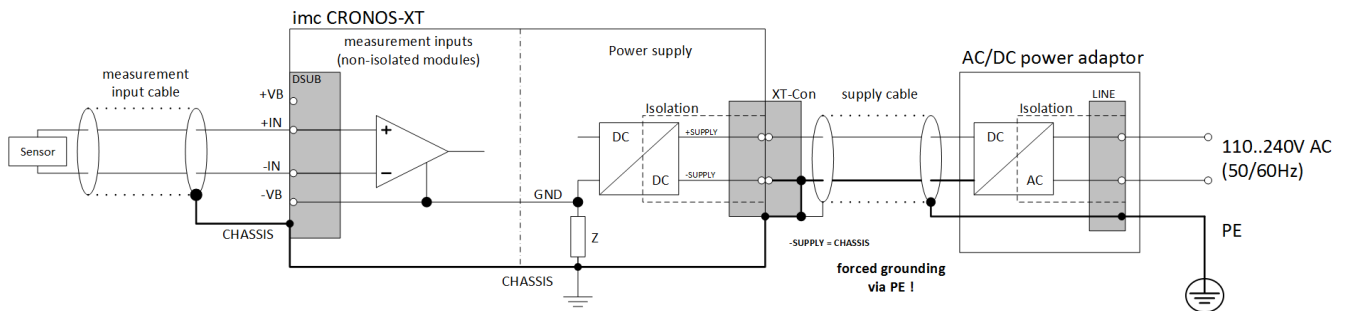 imc CRONOS-XT
measurement inputs
(non-isolated modules)
Power supply
AC/DC power adaptor
measurement
input cable
DSUB
+VB
+IN
-IN
-VB
Sensor
CHASSIS
+
−
GND
Z
CHASSIS
Isolation
DC
DC
+SUPPLY
-SUPPLY
XT-Con
supply cable
-SUPPLY = CHASSIS
forced grounding
via PE !
Isolation
DC
AC
LINE
110..240V AC
(50/60Hz)
PE